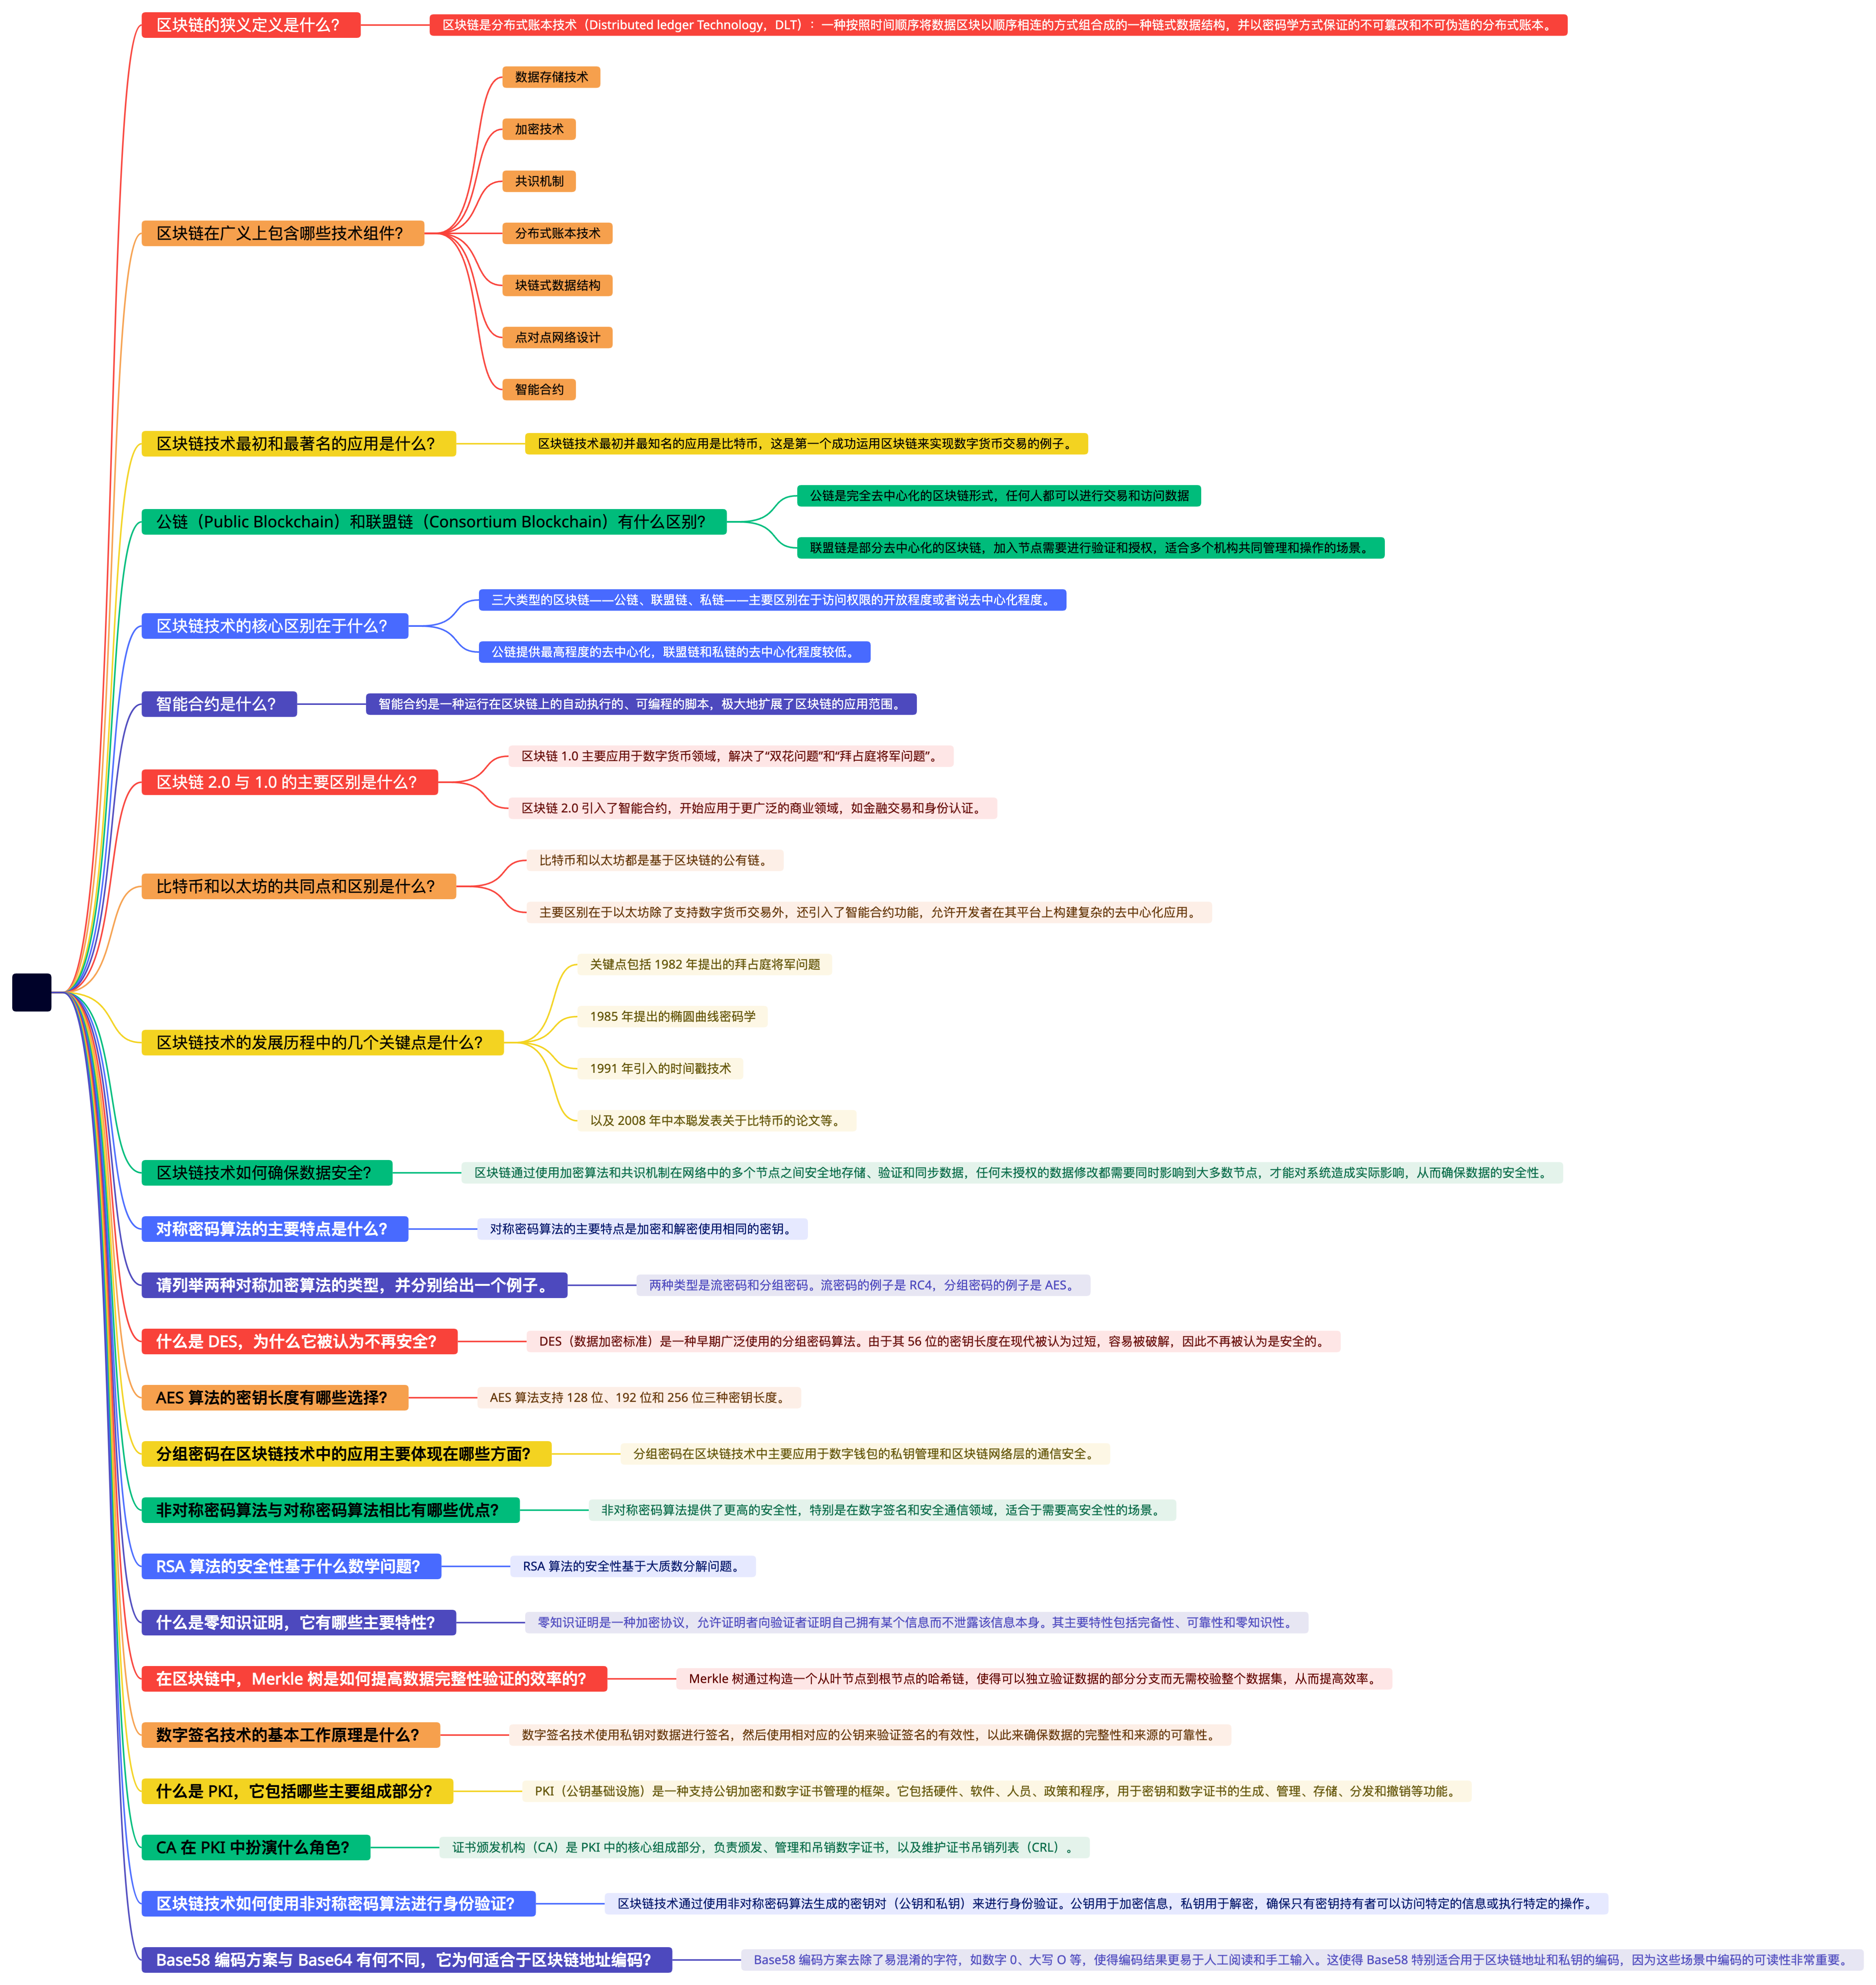 区块链的狭义定义是什么？
区块链是分布式账本技术（Distributed ledger Technology，DLT）：一种按照时间顺序将数据区块以顺序相连的方式组合成的一种链式数据结构，并以密码学方式保证的不可篡改和不可伪造的分布式账本。
区块链在广义上包含哪些技术组件？
数据存储技术
加密技术
共识机制
分布式账本技术
块链式数据结构
点对点网络设计
智能合约
区块链技术最初和最著名的应用是什么？
区块链技术最初并最知名的应用是比特币，这是第一个成功运用区块链来实现数字货币交易的例子。
公链（Public Blockchain）和联盟链（Consortium Blockchain）有什么区别？
公链是完全去中心化的区块链形式，任何人都可以进行交易和访问数据
联盟链是部分去中心化的区块链，加入节点需要进行验证和授权，适合多个机构共同管理和操作的场景。
区块链技术的核心区别在于什么？
三大类型的区块链——公链、联盟链、私链——主要区别在于访问权限的开放程度或者说去中心化程度。
公链提供最高程度的去中心化，联盟链和私链的去中心化程度较低。
智能合约是什么？
智能合约是一种运行在区块链上的自动执行的、可编程的脚本，极大地扩展了区块链的应用范围。
区块链 2.0 与 1.0 的主要区别是什么？
区块链 1.0 主要应用于数字货币领域，解决了“双花问题”和“拜占庭将军问题”。
区块链 2.0 引入了智能合约，开始应用于更广泛的商业领域，如金融交易和身份认证。
比特币和以太坊的共同点和区别是什么？
比特币和以太坊都是基于区块链的公有链。
主要区别在于以太坊除了支持数字货币交易外，还引入了智能合约功能，允许开发者在其平台上构建复杂的去中心化应用。
区块链技术的发展历程中的几个关键点是什么？
关键点包括 1982 年提出的拜占庭将军问题
1985 年提出的椭圆曲线密码学
1991 年引入的时间戳技术
以及 2008 年中本聪发表关于比特币的论文等。
区块链技术如何确保数据安全？
区块链通过使用加密算法和共识机制在网络中的多个节点之间安全地存储、验证和同步数据，任何未授权的数据修改都需要同时影响到大多数节点，才能对系统造成实际影响，从而确保数据的安全性。
对称密码算法的主要特点是什么？
对称密码算法的主要特点是加密和解密使用相同的密钥。
请列举两种对称加密算法的类型，并分别给出一个例子。
两种类型是流密码和分组密码。流密码的例子是 RC4，分组密码的例子是 AES。
什么是 DES，为什么它被认为不再安全？
DES（数据加密标准）是一种早期广泛使用的分组密码算法。由于其 56 位的密钥长度在现代被认为过短，容易被破解，因此不再被认为是安全的。
AES 算法的密钥长度有哪些选择？
AES 算法支持 128 位、192 位和 256 位三种密钥长度。
分组密码在区块链技术中的应用主要体现在哪些方面？
分组密码在区块链技术中主要应用于数字钱包的私钥管理和区块链网络层的通信安全。
非对称密码算法与对称密码算法相比有哪些优点？
非对称密码算法提供了更高的安全性，特别是在数字签名和安全通信领域，适合于需要高安全性的场景。
RSA 算法的安全性基于什么数学问题？
RSA 算法的安全性基于大质数分解问题。
什么是零知识证明，它有哪些主要特性？
零知识证明是一种加密协议，允许证明者向验证者证明自己拥有某个信息而不泄露该信息本身。其主要特性包括完备性、可靠性和零知识性。
在区块链中，Merkle 树是如何提高数据完整性验证的效率的？
Merkle 树通过构造一个从叶节点到根节点的哈希链，使得可以独立验证数据的部分分支而无需校验整个数据集，从而提高效率。
数字签名技术的基本工作原理是什么？
数字签名技术使用私钥对数据进行签名，然后使用相对应的公钥来验证签名的有效性，以此来确保数据的完整性和来源的可靠性。
什么是 PKI，它包括哪些主要组成部分？
PKI（公钥基础设施）是一种支持公钥加密和数字证书管理的框架。它包括硬件、软件、人员、政策和程序，用于密钥和数字证书的生成、管理、存储、分发和撤销等功能。
CA 在 PKI 中扮演什么角色？
证书颁发机构（CA）是 PKI 中的核心组成部分，负责颁发、管理和吊销数字证书，以及维护证书吊销列表（CRL）。
区块链技术如何使用非对称密码算法进行身份验证？
区块链技术通过使用非对称密码算法生成的密钥对（公钥和私钥）来进行身份验证。公钥用于加密信息，私钥用于解密，确保只有密钥持有者可以访问特定的信息或执行特定的操作。
Base58 编码方案与 Base64 有何不同，它为何适合于区块链地址编码？
Base58 编码方案去除了易混淆的字符，如数字 0、大写 O 等，使得编码结果更易于人工阅读和手工输入。这使得 Base58 特别适合用于区块链地址和私钥的编码，因为这些场景中编码的可读性非常重要。